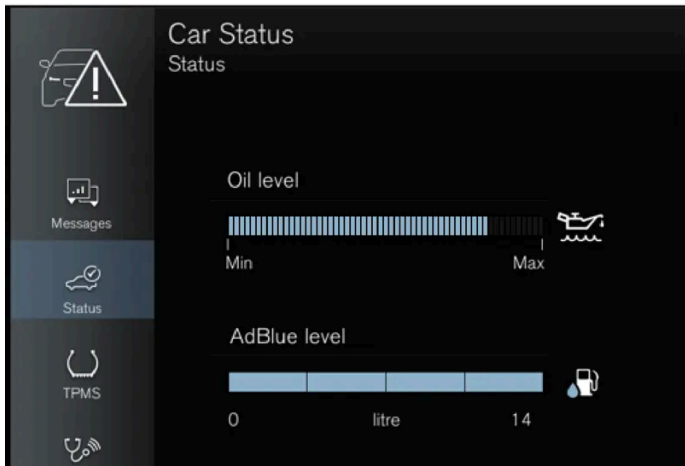 Car Status
Status
Messages
Status
TPMS
Oil level
Min Max
AdBlue level
0 litre 14